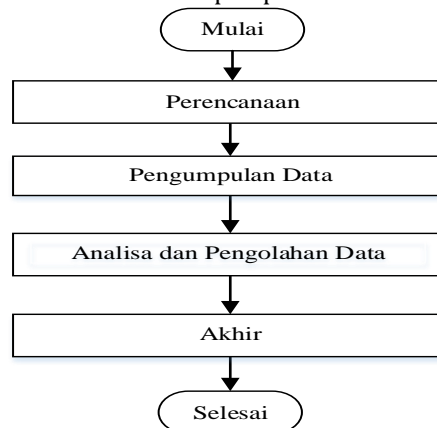 Mulai
Perencanaan
Pengumpulan Data
Analisa dan Pengolahan Data
Akhir
Selesai